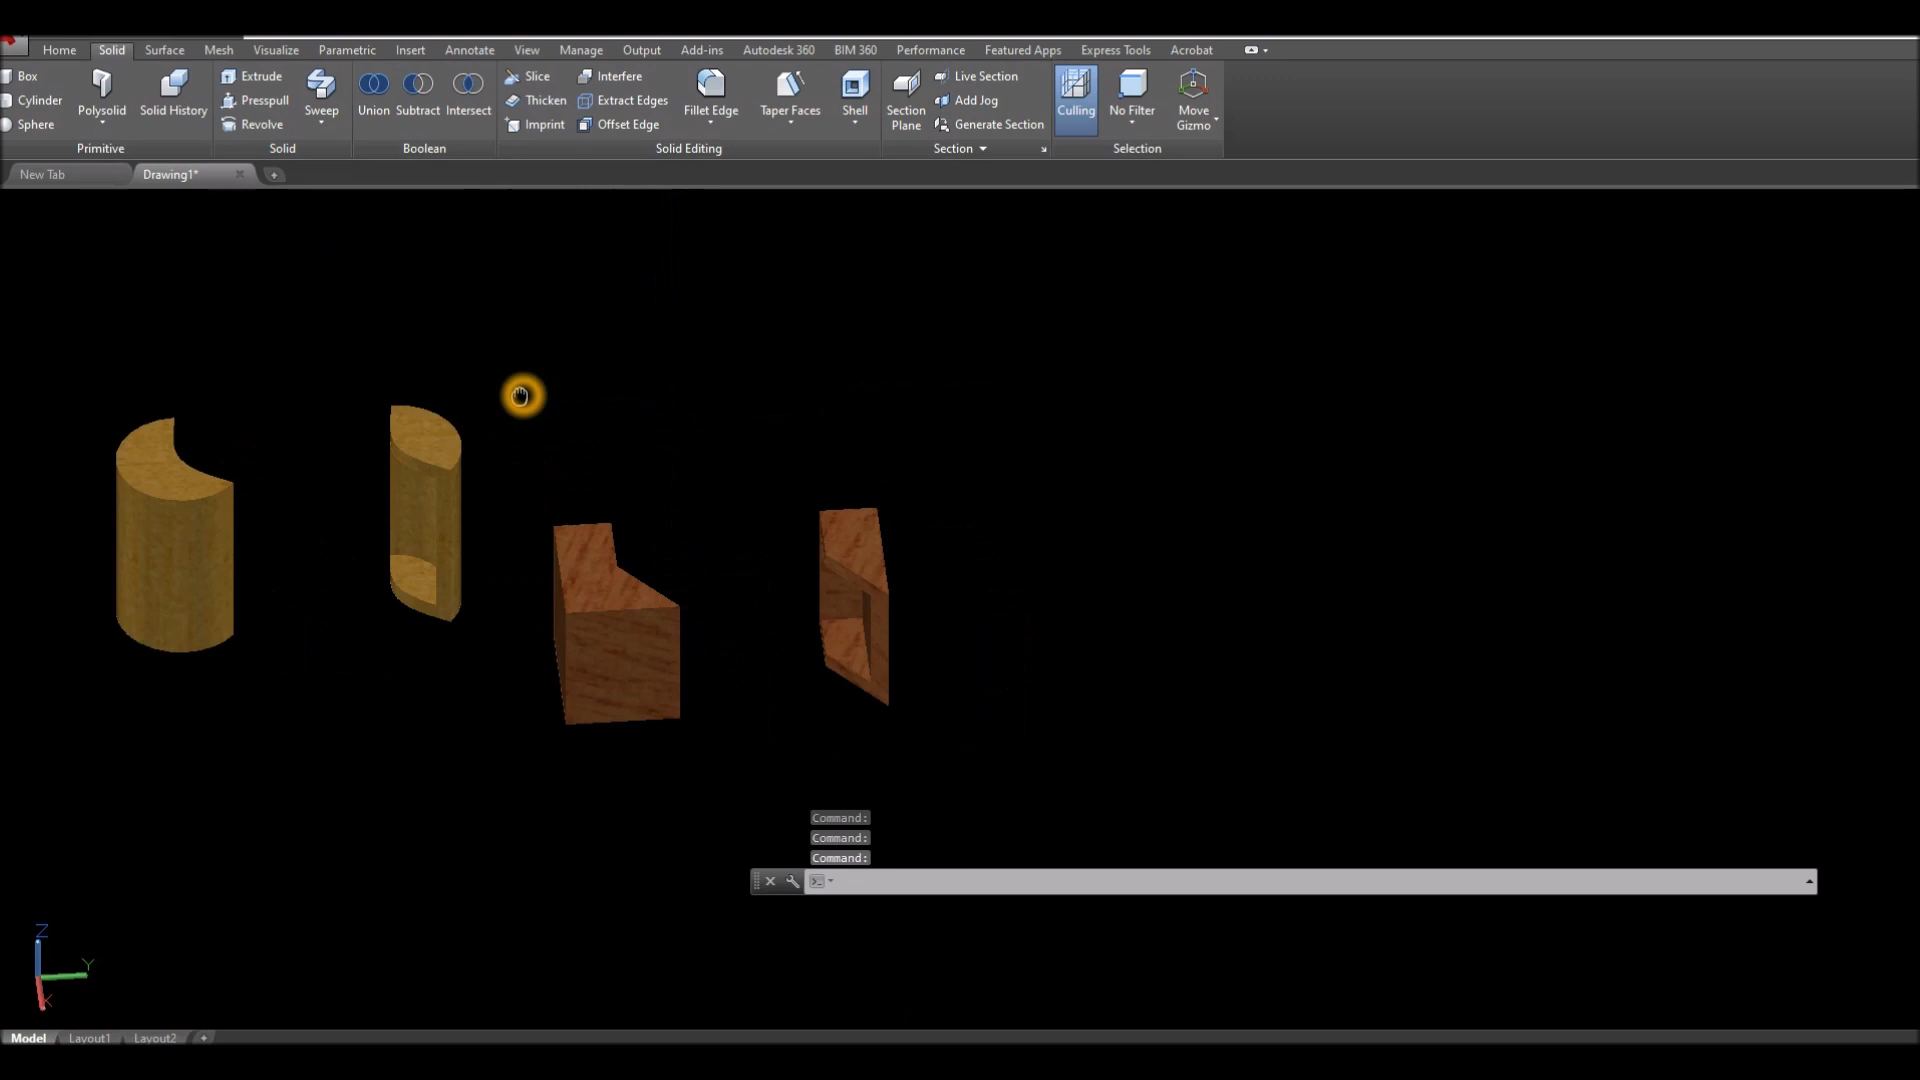 Home Solid Surface Mesh Visualize Parametric Insert Annotate View Manage Output Add-ins Autodesk 360 BIM 360 Performance Featured Apps Express Tools Acrobat
Box Extrude Slice Interfere Live Section
Cylinder Polysolid Solid History Presspull Sweep Union Subtract Intersect Thicken Extract Edges Fillet Edge Taper Faces Shell Section Plane Add Jog Culling No Filter Move Gizmo
Sphere Revolve Imprint Offset Edge Generate Section
Primitive Solid Boolean Solid Editing Section Selection
New Tab Drawing1*
Command:
Command:
Command:
Z
Y
X
Model Layout1 Layout2